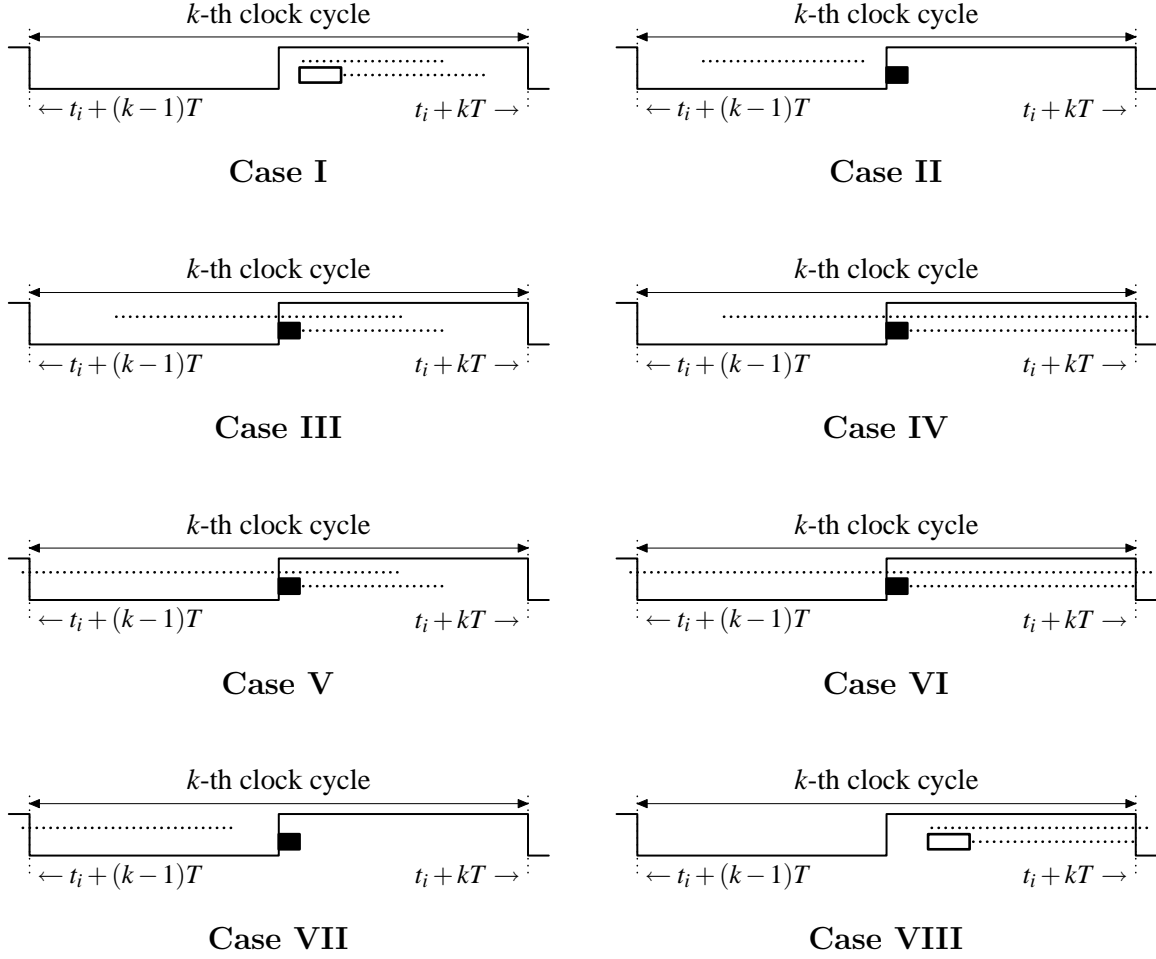 k-th clock cycle k-th clock cycle
← t_i + (k − 1)T t_i + kT → ← t_i + (k − 1)T t_i + kT →
Case I Case II
k-th clock cycle k-th clock cycle
← t_i + (k − 1)T t_i + kT → ← t_i + (k − 1)T t_i + kT →
Case III Case IV
k-th clock cycle k-th clock cycle
← t_i + (k − 1)T t_i + kT → ← t_i + (k − 1)T t_i + kT →
Case V Case VI
k-th clock cycle k-th clock cycle
← t_i + (k − 1)T t_i + kT → ← t_i + (k − 1)T t_i + kT →
Case VII Case VIII